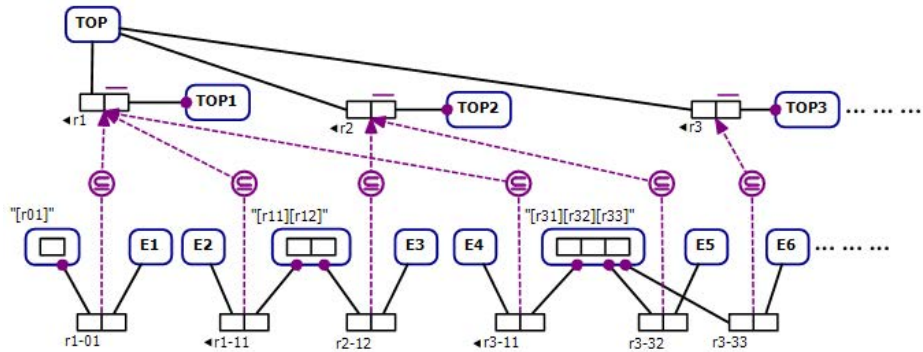 TOP
TOP1
TOP2
TOP3 ... ... ...
◄r1
◄r2
◄r3
"[r01]"
"[r11][r12]"
"[r31][r32][r33]"
E1
E2
E3
E4
E5
E6 ... ... ...
r1-01
◄r1-11
r2-12
◄r3-11
r3-32
r3-33